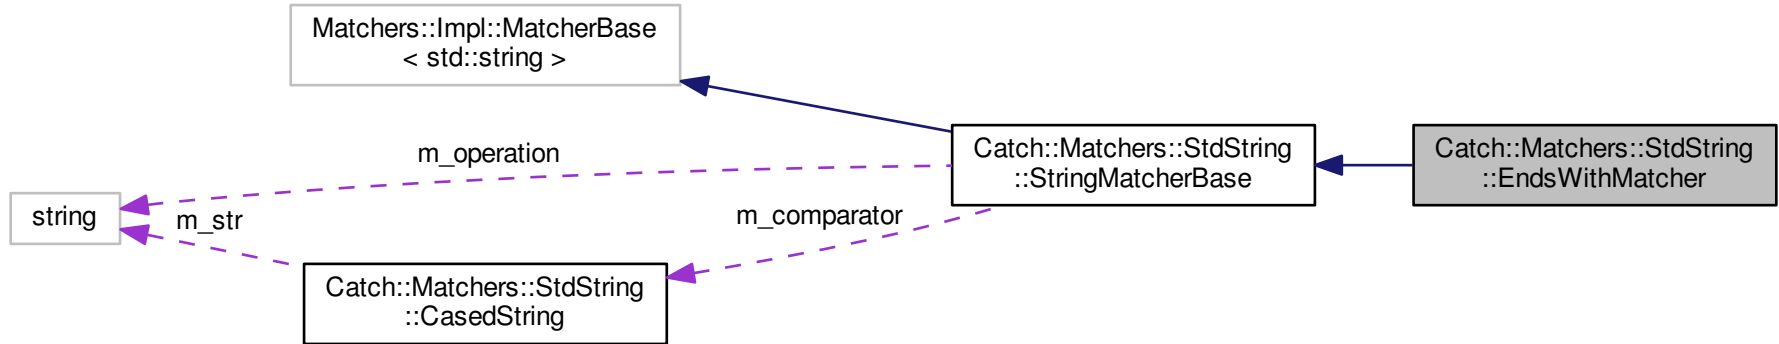 Matchers::Impl::MatcherBase
< std::string >
m_operation
Catch::Matchers::StdString
::StringMatcherBase
Catch::Matchers::StdString
::EndsWithMatcher
string
m_str
m_comparator
Catch::Matchers::StdString
::CasedString